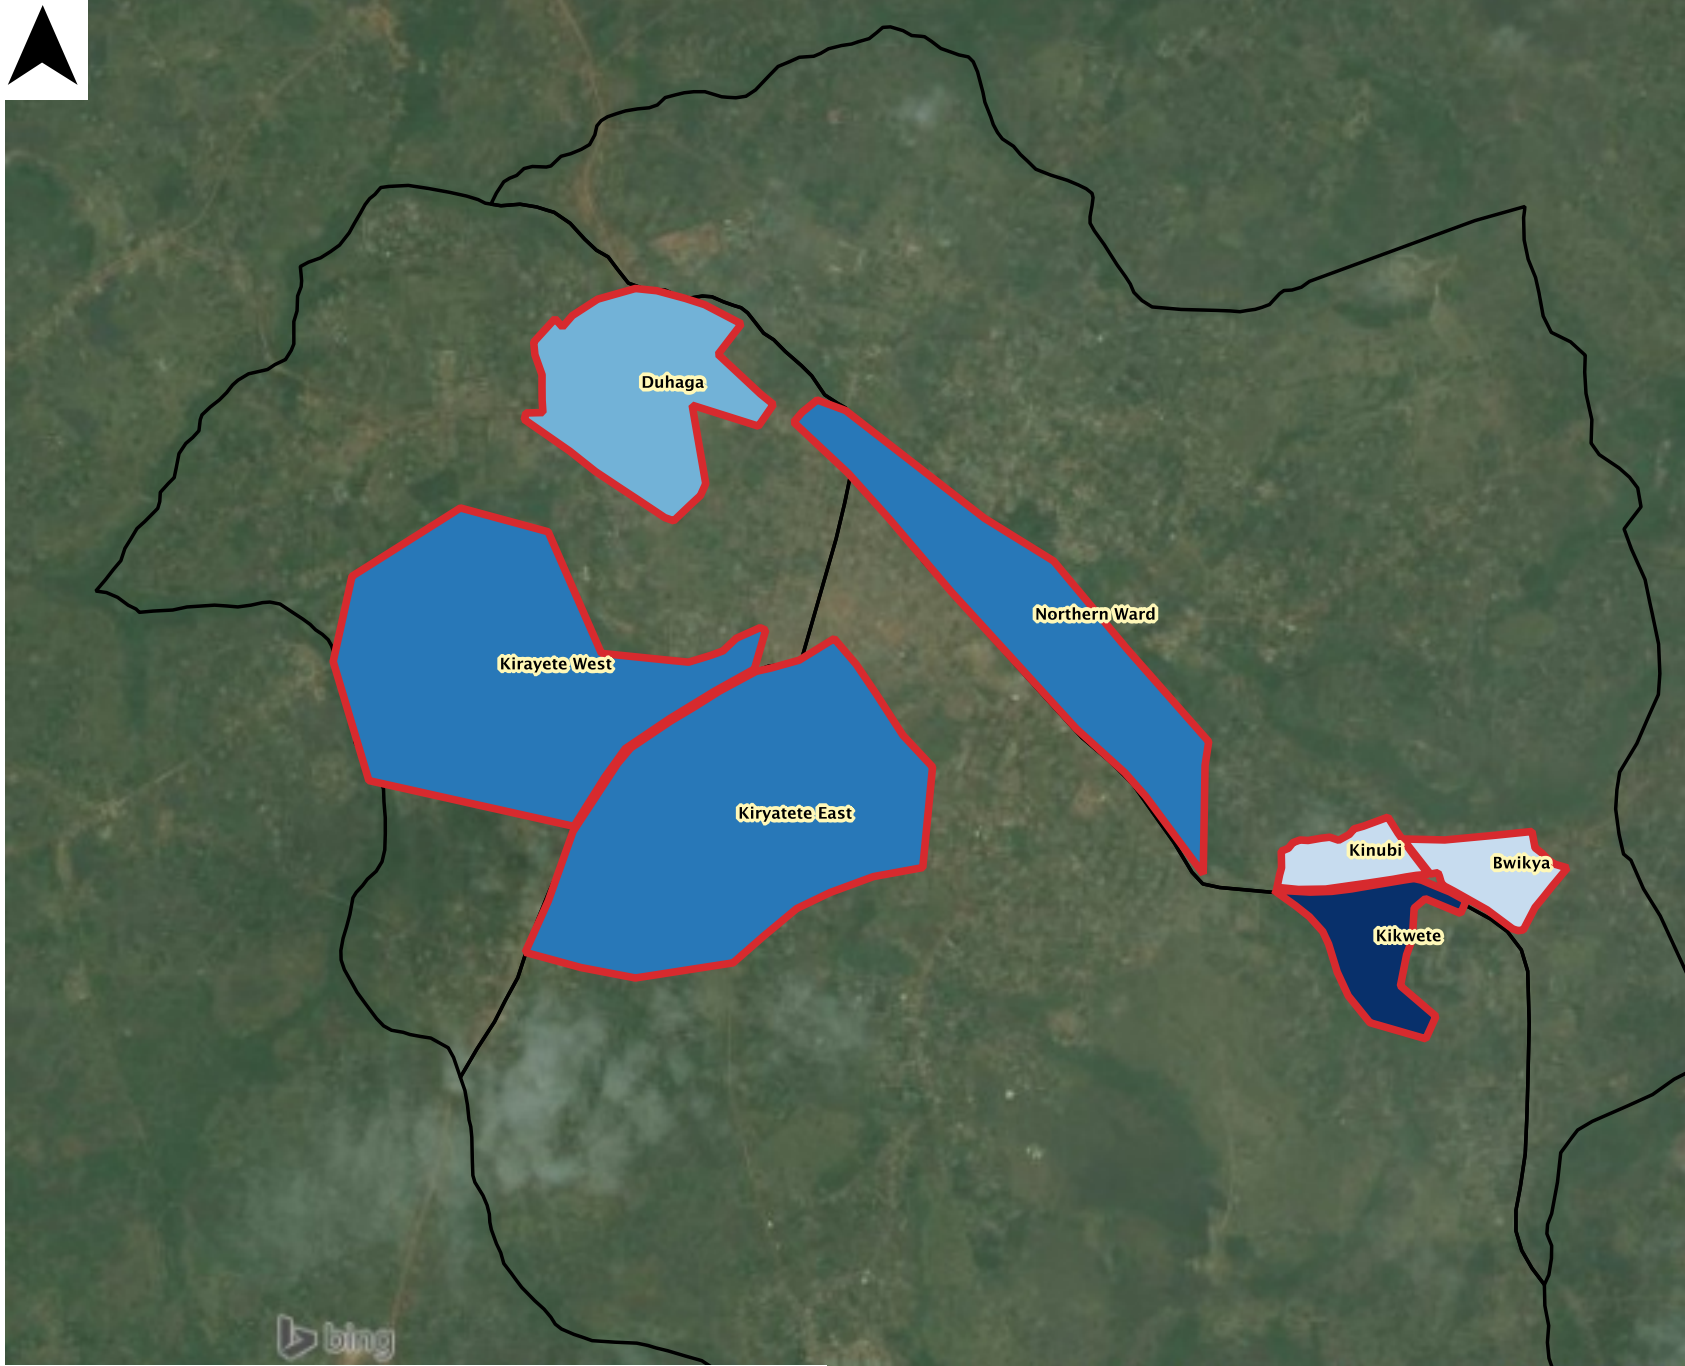 Duhaga
Northern Ward
Kirayete West
Kiryatete East
Kinubi
Bwikya
Kikwete
bing